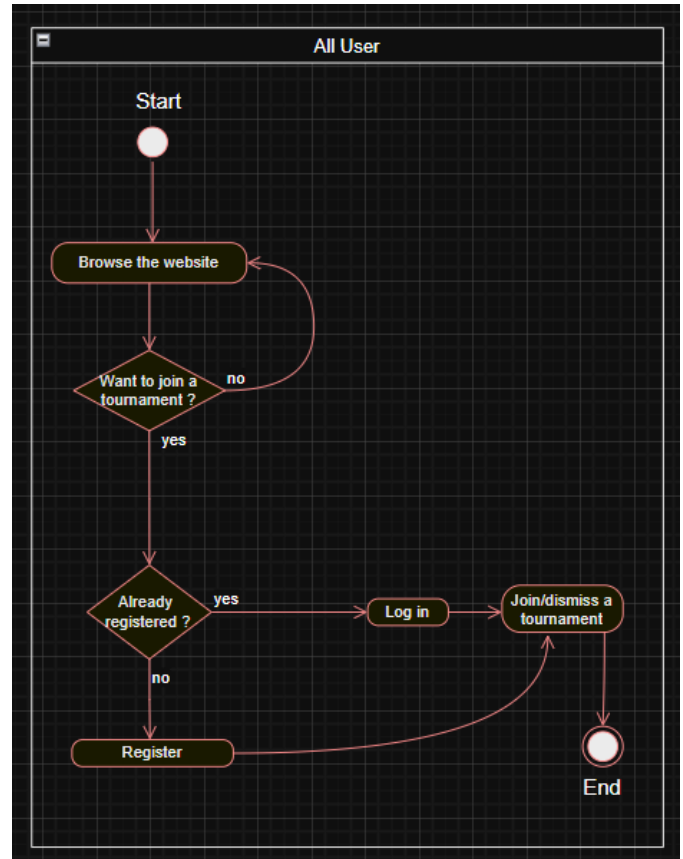 All User
Start
Browse the website
Want to join a
tournament ?
no
yes
Already
registered ?
yes
Log in
Join/dismiss a
tournament
no
Register
End